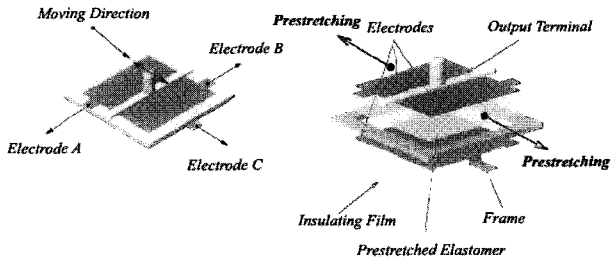 Moving Direction
Electrode B
Electrode A
Electrode C
Prestretching
Electrodes
Output Terminal
Prestretching
Insulating Film
Frame
Prestretched Elastomer